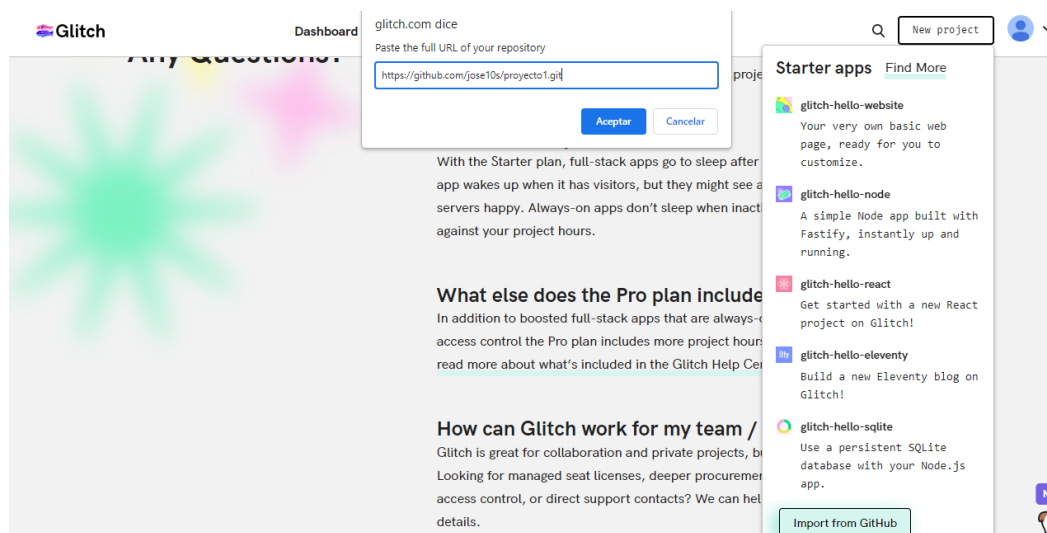 Glitch
Dashboard
New project
glitch.com dice
Paste the full URL of your repository
https://github.com/jose10s/proyecto1.git
Aceptar
Cancelar
Any Questions?
proje
With the Starter plan, full-stack apps go to sleep after
app wakes up when it has visitors, but they might see a
servers happy. Always-on apps don't sleep when inacti
against your project hours.
What else does the Pro plan include
In addition to boosted full-stack apps that are always-o
access control the Pro plan includes more project hours
read more about what's included in the Glitch Help Cen
How can Glitch work for my team /
Glitch is great for collaboration and private projects, bu
Looking for managed seat licenses, deeper procuremen
access control, or direct support contacts? We can hel
details.
Starter apps Find More
glitch-hello-website
Your very own basic web
page, ready for you to
customize.
glitch-hello-node
A simple Node app built with
Fastify, instantly up and
running.
glitch-hello-react
Get started with a new React
project on Glitch!
11ty
glitch-hello-eleventy
Build a new Eleventy blog on
Glitch!
glitch-hello-sqlite
Use a persistent SQLite
database with your Node.js
app.
Import from GitHub